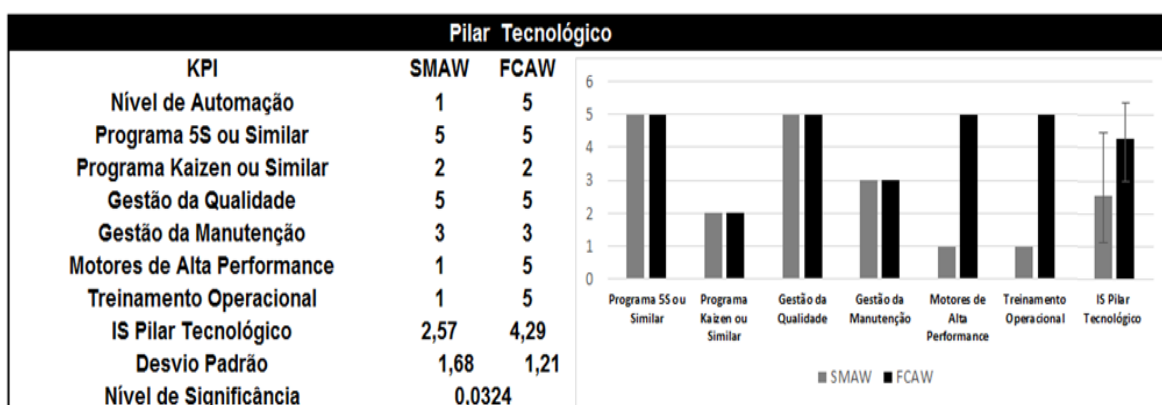 Pilar Tecnológico
KPI SMAW FCAW
Nível de Automação 1 5
Programa 5S ou Similar 5 5
Programa Kaizen ou Similar 2 2
Gestão da Qualidade 5 5
Gestão da Manutenção 3 3
Motores de Alta Performance 1 5
Treinamento Operacional 1 5
IS Pilar Tecnológico 2,57 4,29
Desvio Padrão 1,68 1,21
Nível de Significância 0,0324
6
5
4
3
2
1
0
Programa 5S ou
Similar
Programa
Kaizen ou
Similar
Gestão da
Qualidade
Gestão da
Manutenção
Motores de
Alta
Performance
Treinamento
Operacional
IS Pilar
Tecnológico
SMAW FCAW